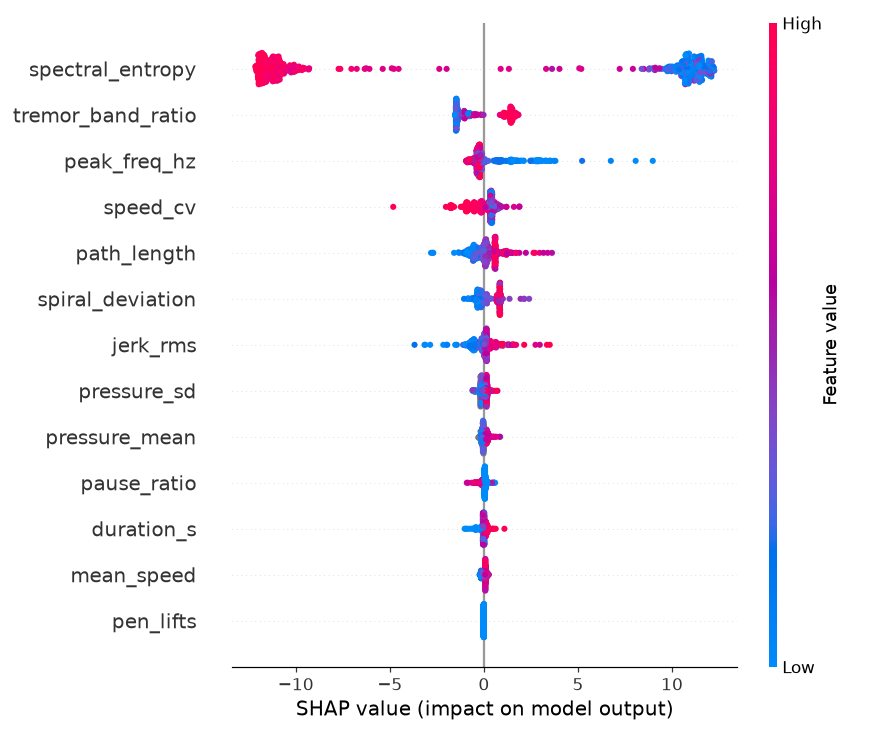 High
spectral_entropy
tremor_band_ratio
peak_freq_hz
speed_cv
path_length
spiral_deviation
jerk_rms
pressure_sd
pressure_mean
pause_ratio
duration_s
mean_speed
pen_lifts
Feature value
Low
−10
−5
0
5
10
SHAP value (impact on model output)